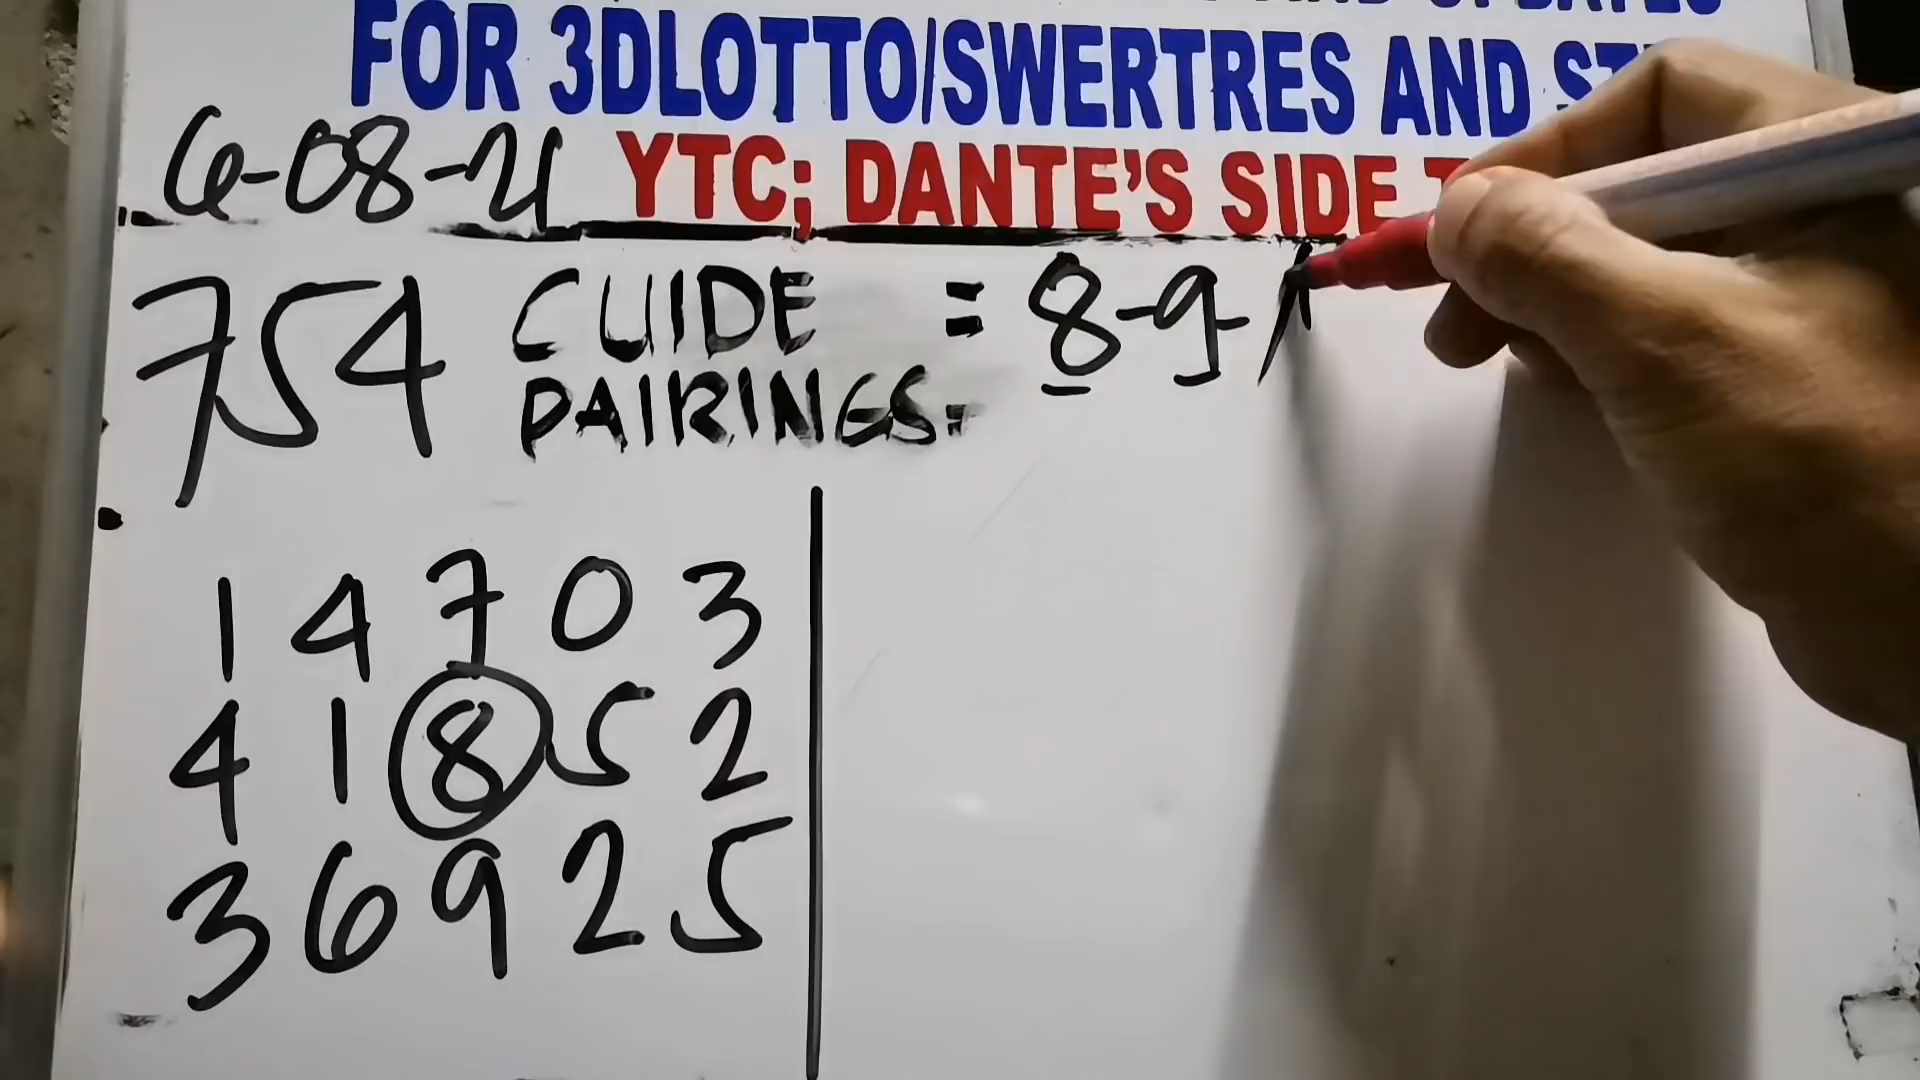 FOR 3DLOTTO/SWERTRES AND
6-08-21 YTC; DANTE'S SIDE
754 GUIDE = 8-9-
PAIRINGS=
1 4 7 0 3
4 1 8 5 2
3 6 9 2 5